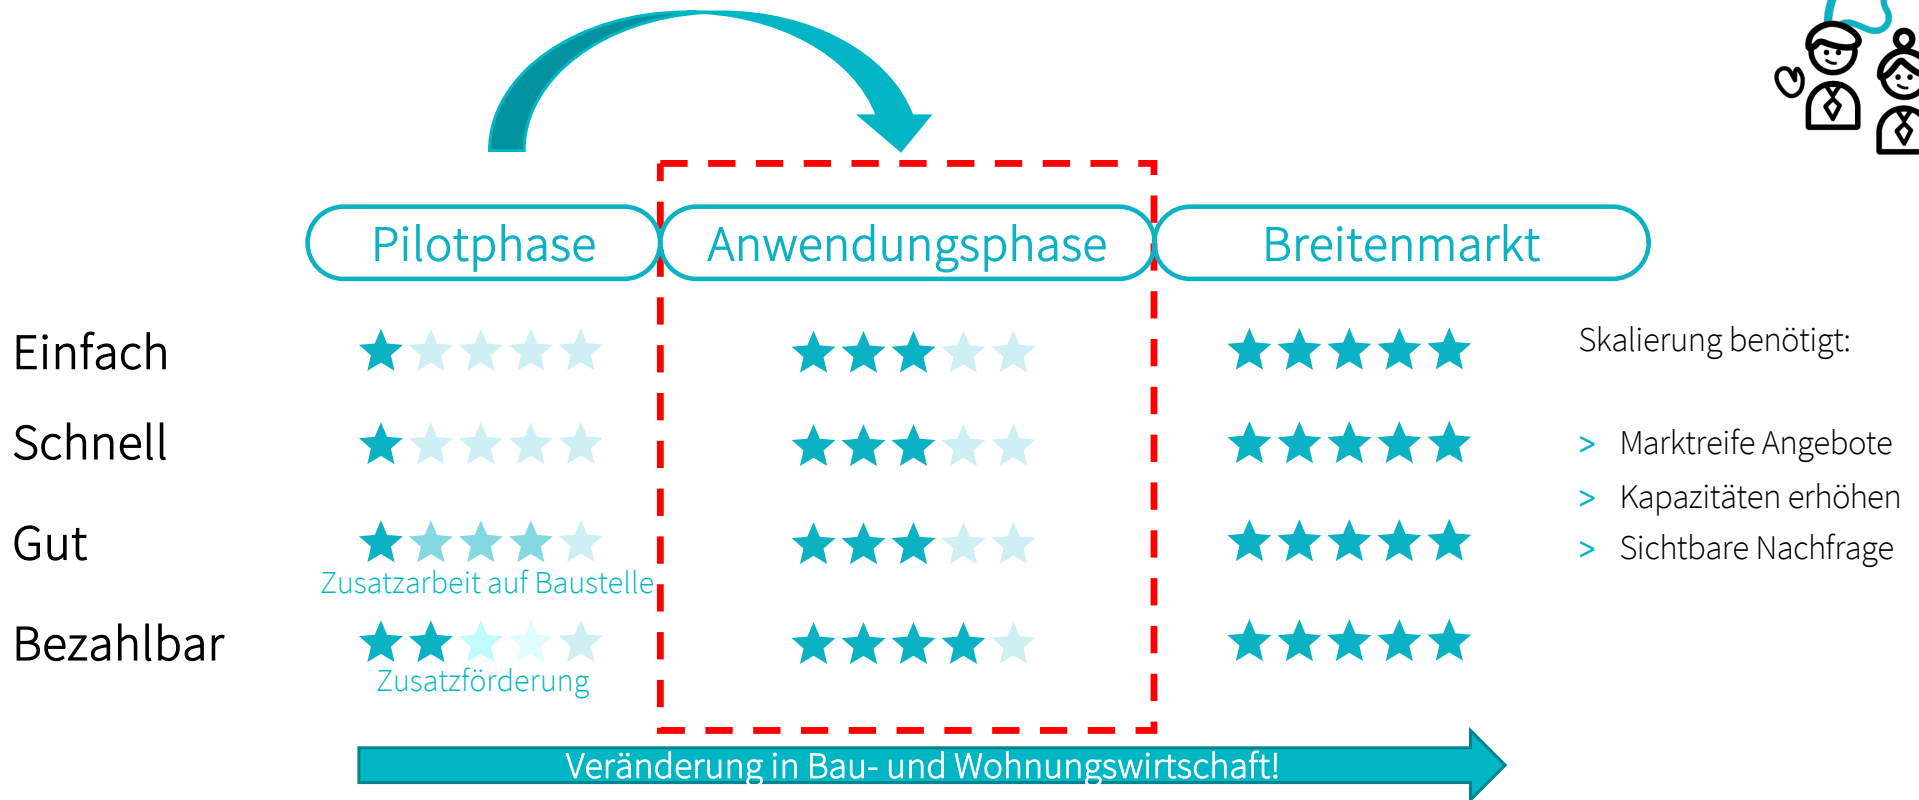 Pilotphase
Anwendungsphase
Breitenmarkt
Einfach
Schnell
Gut
Zusatzarbeit auf Baustelle
Bezahlbar
Zusatzförderung
Skalierung benötigt:
> Marktreife Angebote
> Kapazitäten erhöhen
> Sichtbare Nachfrage
Veränderung in Bau- und Wohnungswirtschaft!